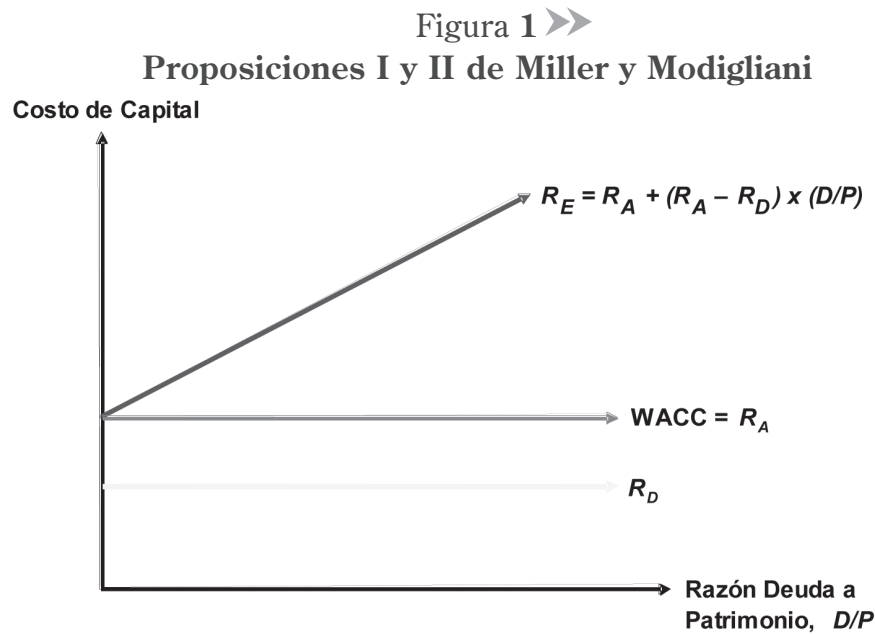 Figura 1
Proposiciones I y II de Miller y Modigliani
Costo de Capital
R_E = R_A + (R_A – R_D) x (D/P)
WACC = R_A
R_D
Razón Deuda a
Patrimonio, D/P